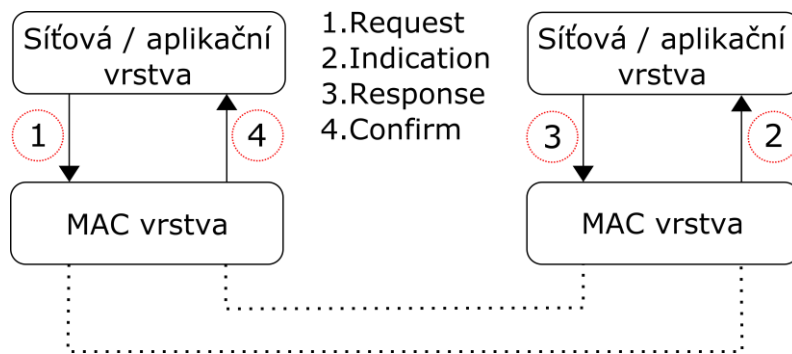 Síťová / aplikační
vrstva
1.Request
2.Indication
3.Response
4.Confirm
Síťová / aplikační
vrstva
1
4
3
2
MAC vrstva
MAC vrstva